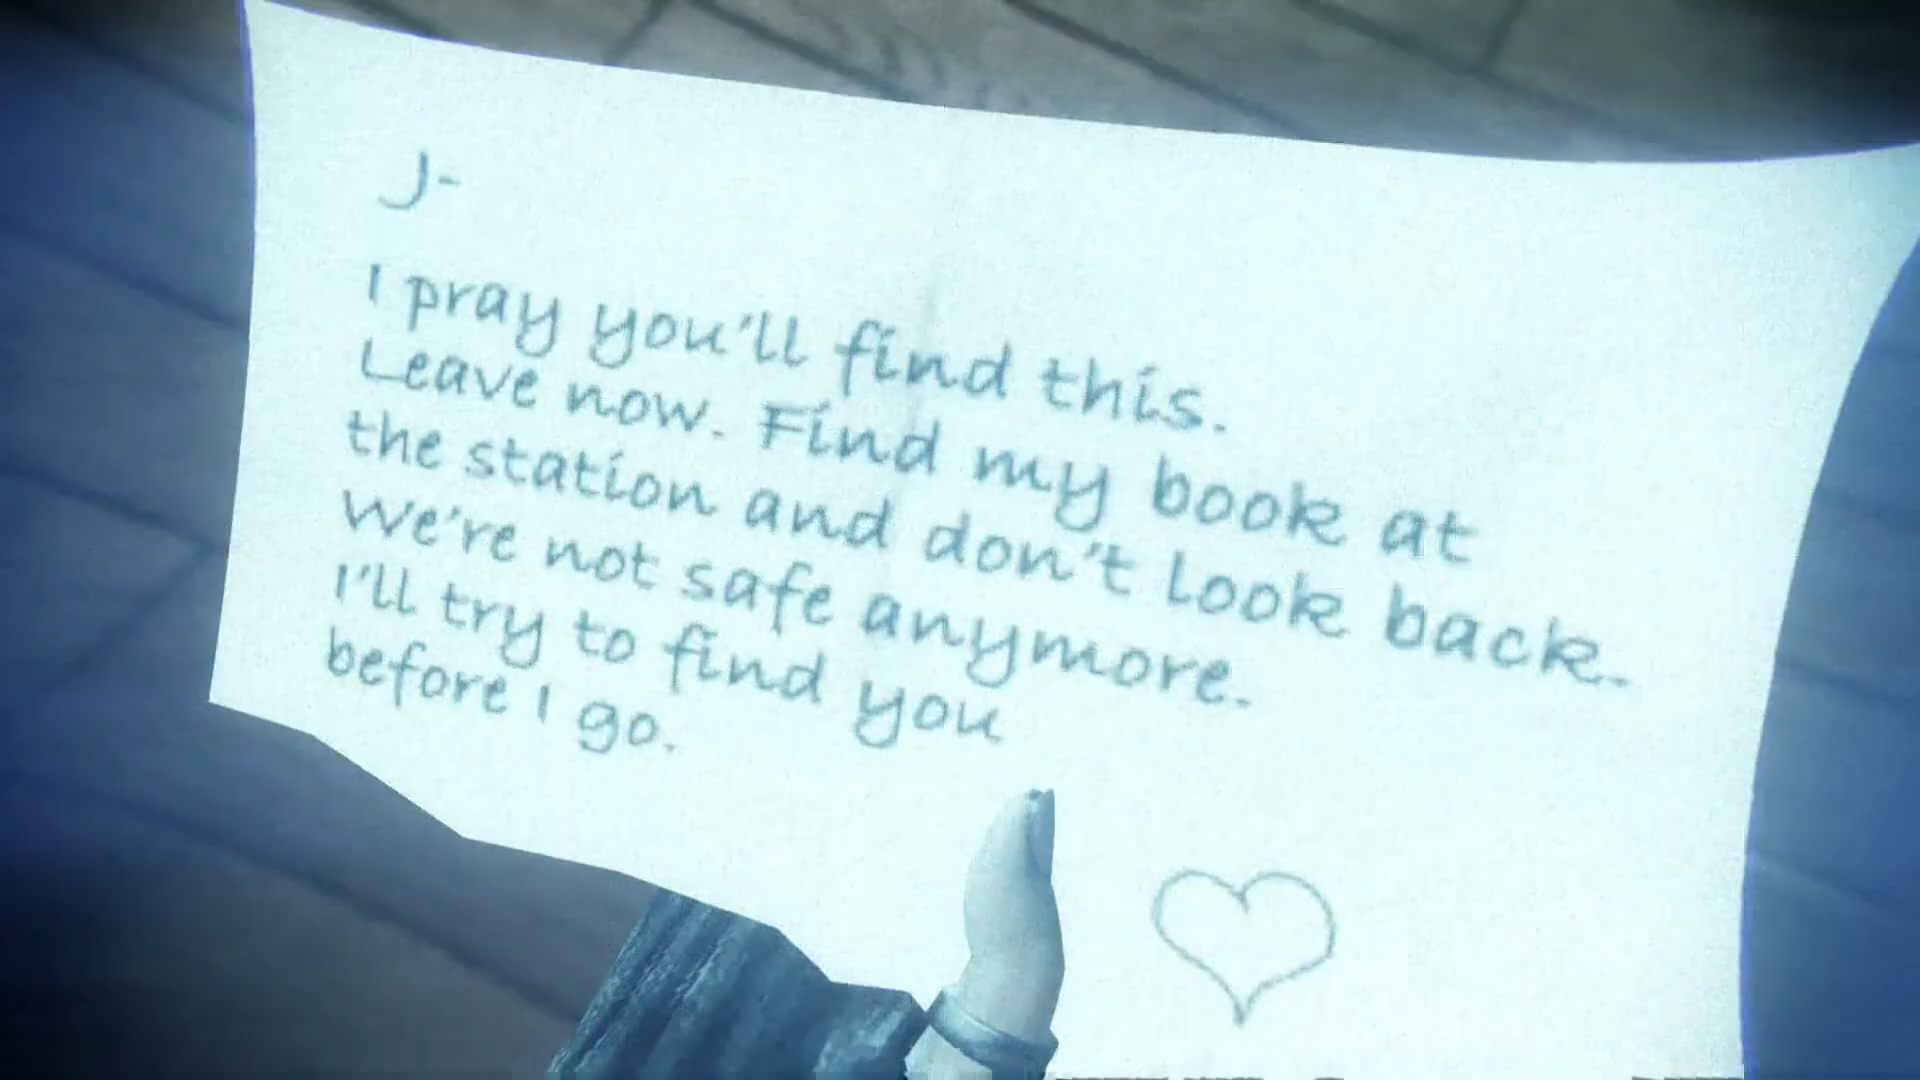 J-
I pray you'll find this.
Leave now. Find my book at
the station and don't look back.
We're not safe anymore.
I'll try to find you
before I go.